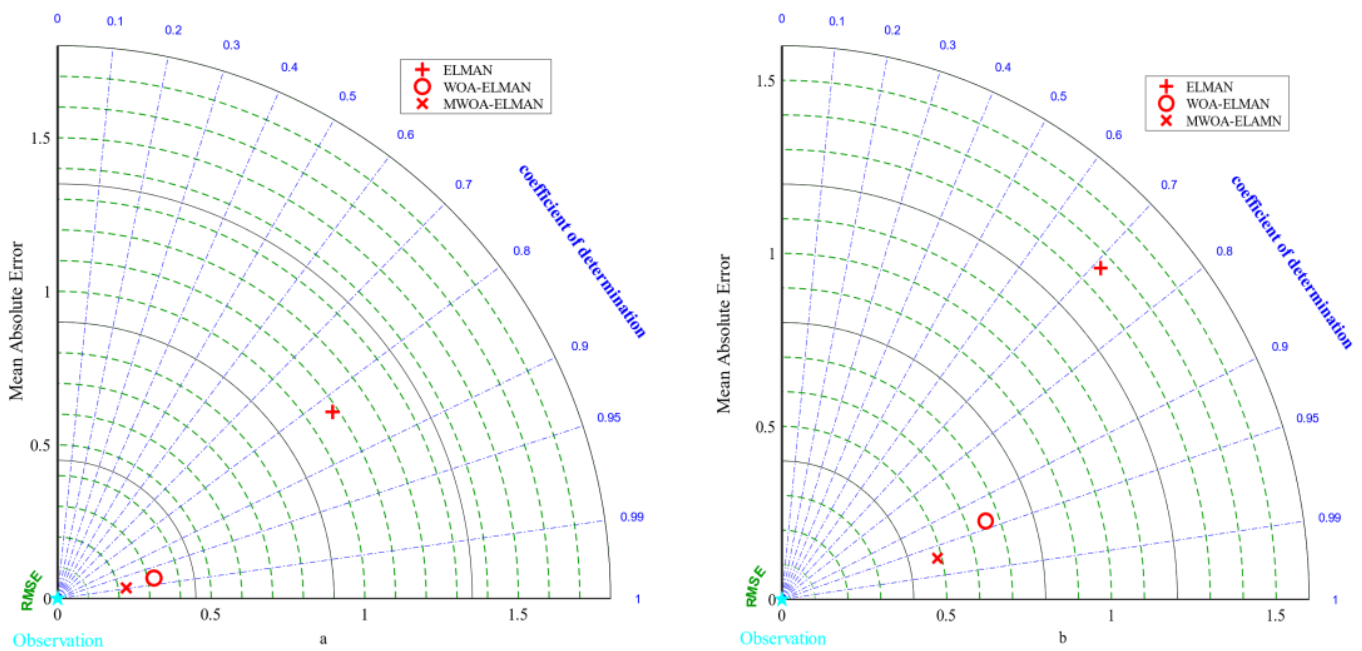 0
0.1
0.2
0.3
0.4
0.5
0.6
0.7
0.8
0.9
0.95
0.99
1
ELMAN
WOA-ELMAN
MWOA-ELMAN
coefficient of determination
Mean Absolute Error
1.5
1
0.5
0
RMSE
0
0.5
1
1.5
Observation
a
0
0.1
0.2
0.3
0.4
0.5
0.6
0.7
0.8
0.9
0.95
0.99
1
ELMAN
WOA-ELMAN
MWOA-ELAMN
coefficient of determination
Mean Absolute Error
1.5
1
0.5
0
RMSE
0
0.5
1
1.5
Observation
b